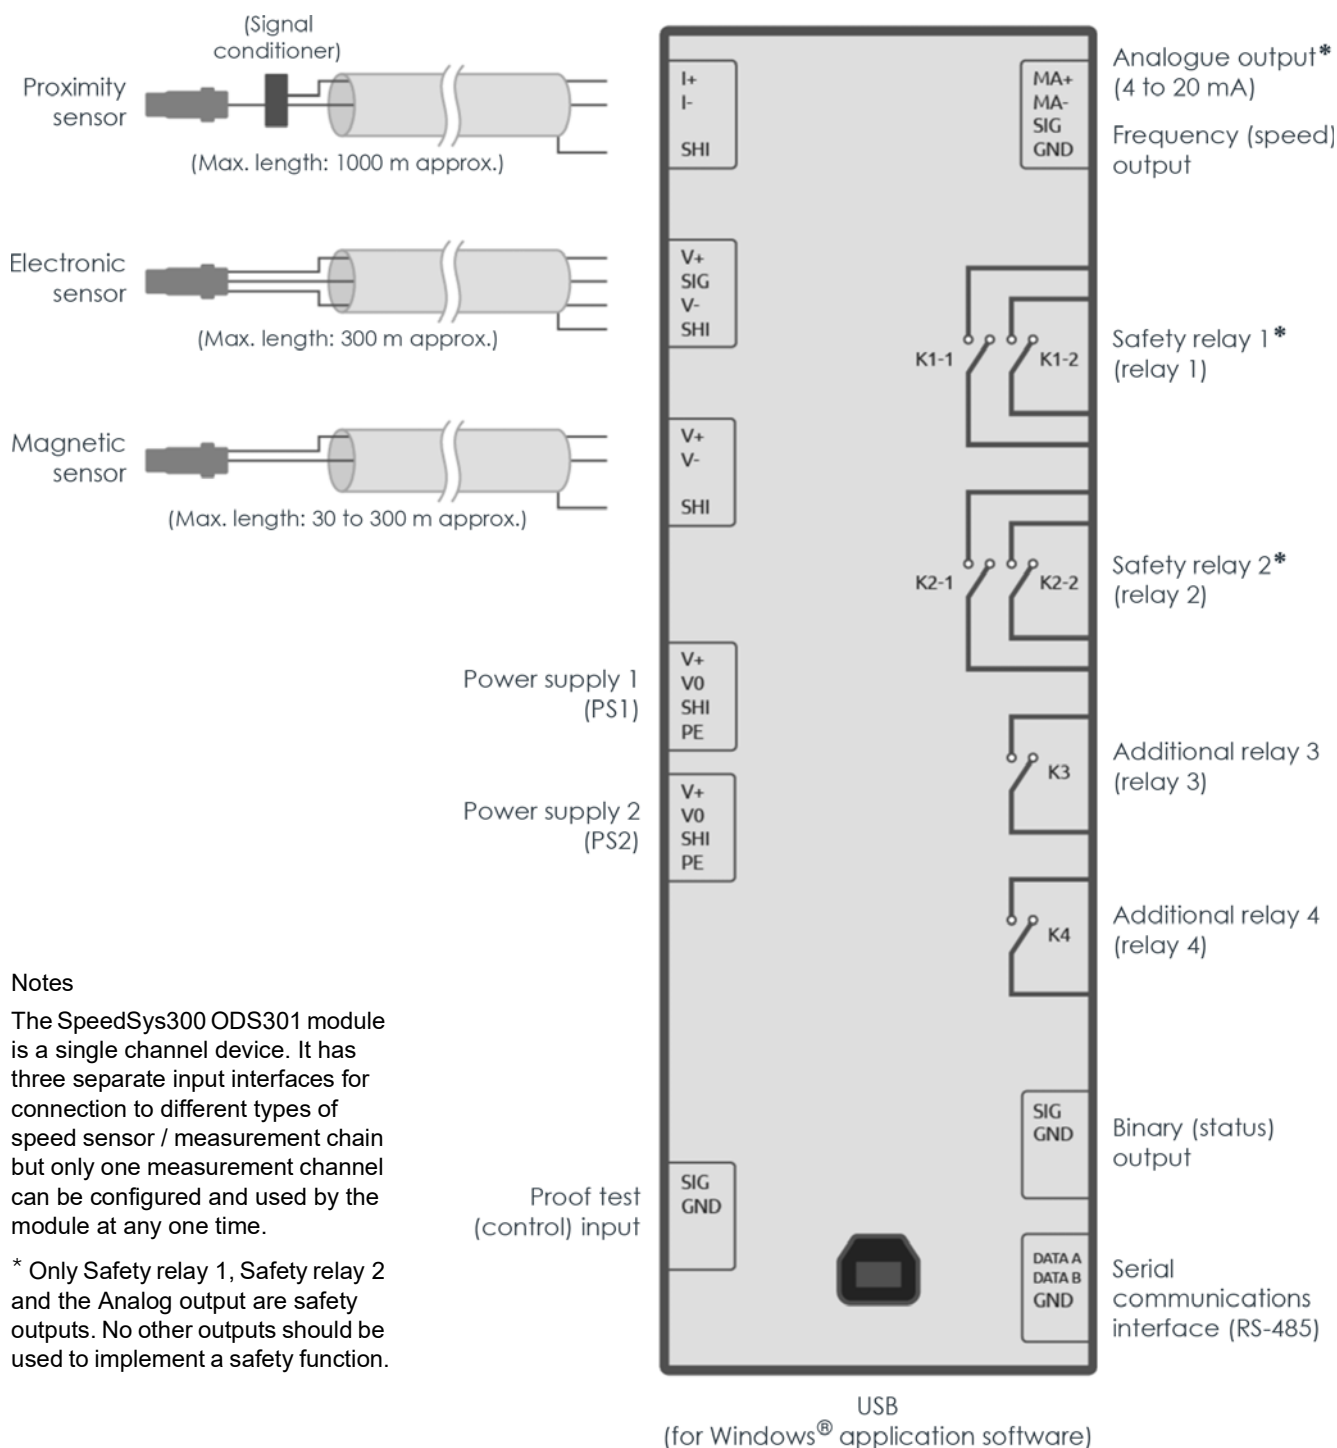 (Signal
conditioner)
Proximity
sensor
(Max. length: 1000 m approx.)
I+
I-
SHI
MA+
MA-
SIG
GND
Analogue output*
(4 to 20 mA)
Frequency (speed)
output
Electronic
sensor
(Max. length: 300 m approx.)
V+
SIG
V-
SHI
K1-1
K1-2
Safety relay 1*
(relay 1)
Magnetic
sensor
(Max. length: 30 to 300 m approx.)
V+
V-
SHI
K2-1
K2-2
Safety relay 2*
(relay 2)
Power supply 1
(PS1)
V+
V0
SHI
PE
K3
Additional relay 3
(relay 3)
Power supply 2
(PS2)
V+
V0
SHI
PE
K4
Additional relay 4
(relay 4)
Notes
The SpeedSys300 ODS301 module
is a single channel device. It has
three separate input interfaces for
connection to different types of
speed sensor / measurement chain
but only one measurement channel
can be configured and used by the
module at any one time.
* Only Safety relay 1, Safety relay 2
and the Analog output are safety
outputs. No other outputs should be
used to implement a safety function.
Proof test
(control) input
SIG
GND
SIG
GND
Binary (status)
output
DATA A
DATA B
GND
Serial
communications
interface (RS-485)
USB
(for Windows® application software)